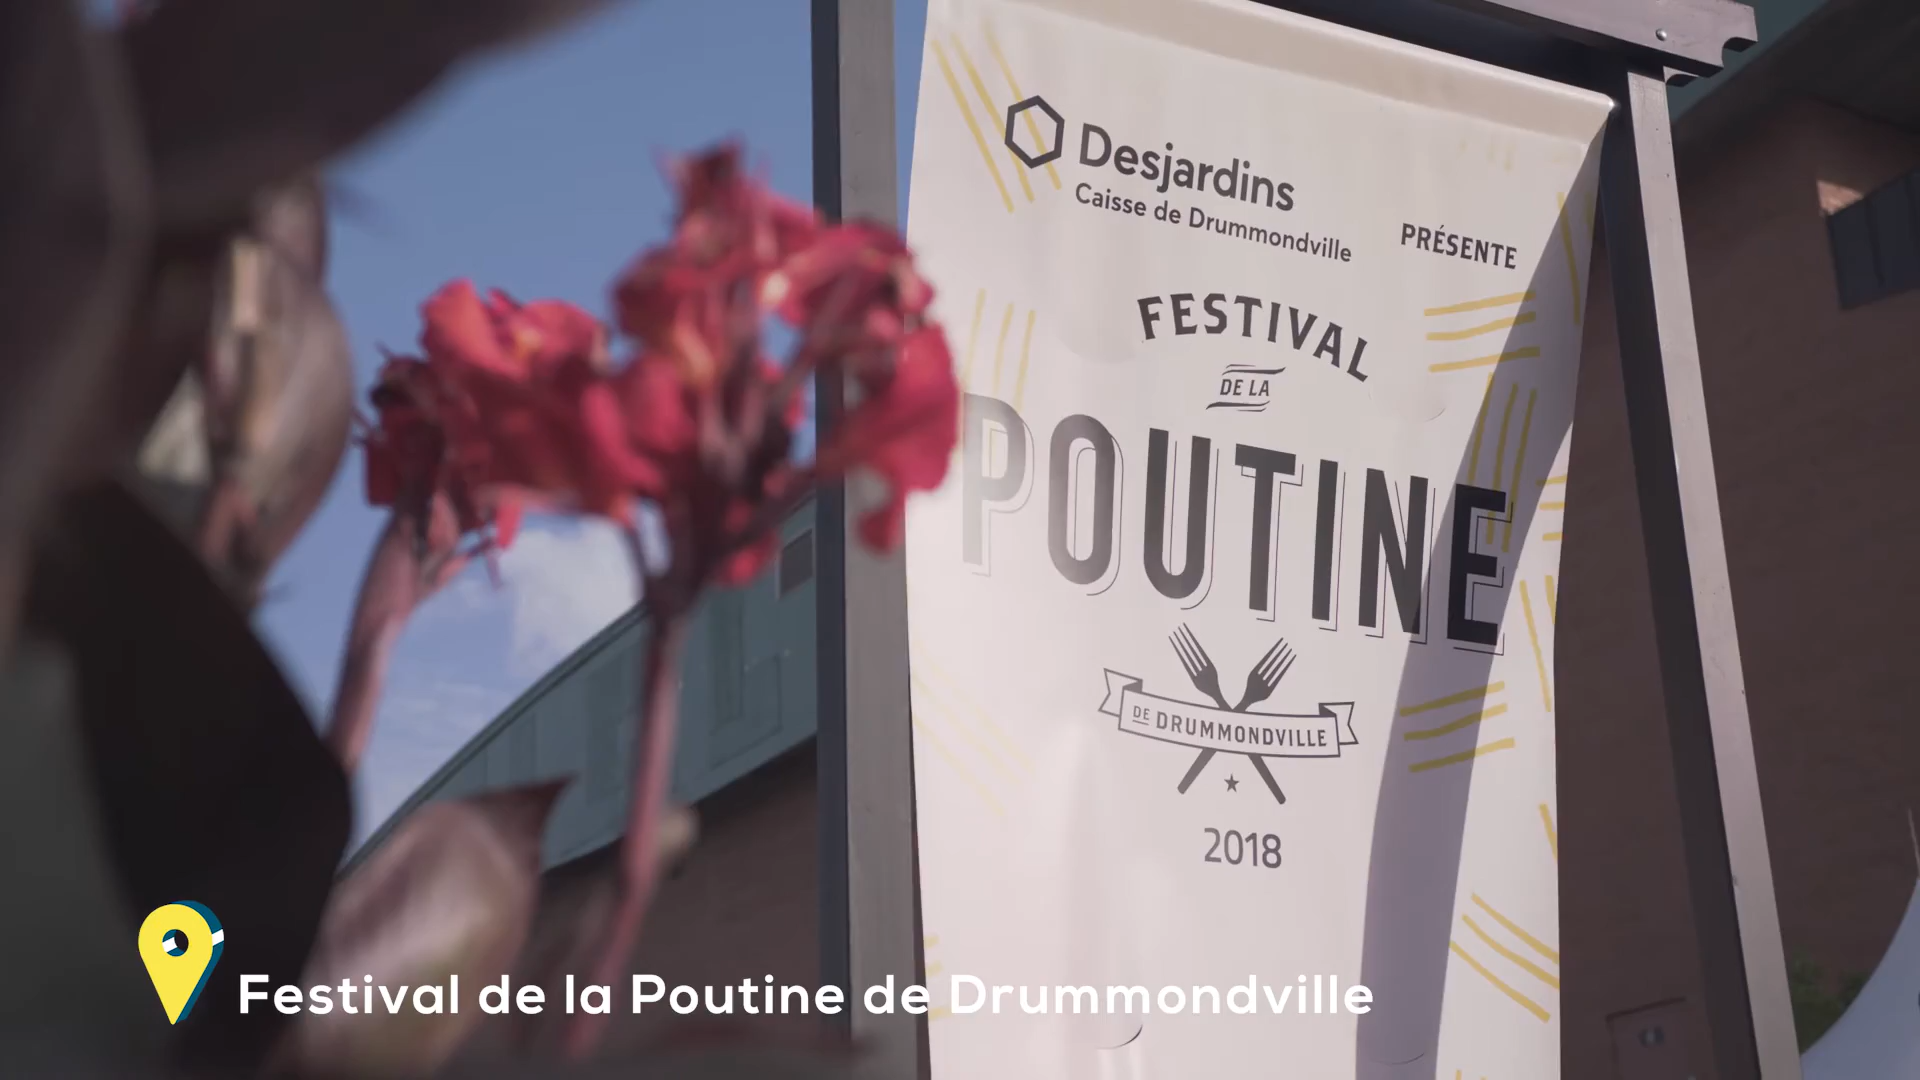 Desjardins
Caisse de Drummondville
PRÉSENTE
FESTIVAL
DE LA
POUTINE
DE DRUMMONDVILLE
2018
Festival de la Poutine de Drummondville